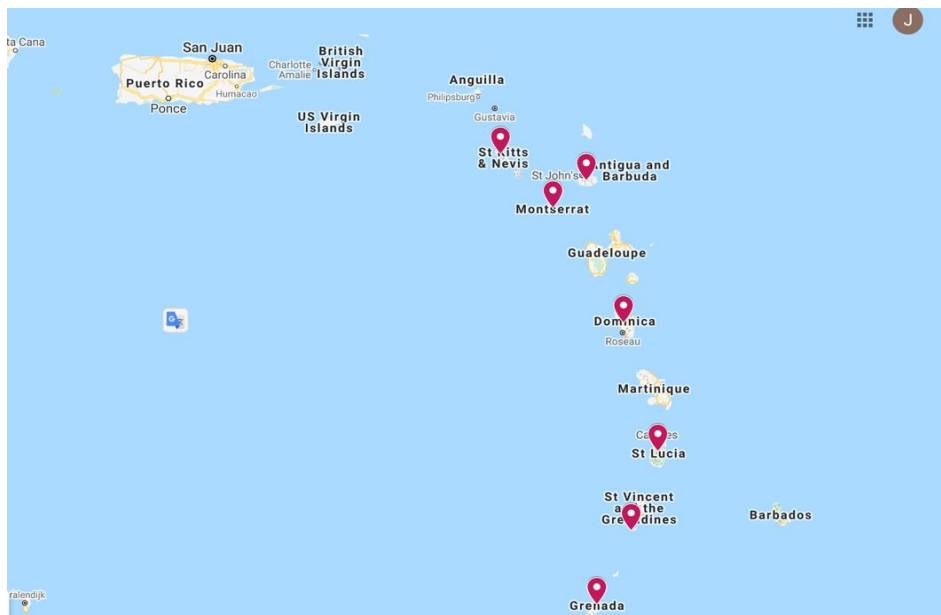 J
ta Cana
San Juan
Carolina
Puerto Rico
Humacao
Ponce
Charlotte
Amalie
British
Virgin
Islands
US Virgin
Islands
Anguilla
Philipsburg
Gustavia
St Kitts
& Nevis
St John's
ntigua and
Barbuda
Montserrat
Guadeloupe
G
Dominica
Roseau
Martinique
St Lucia
St Vincent
and the
Grenadines
Barbados
ralendijk
Grenada